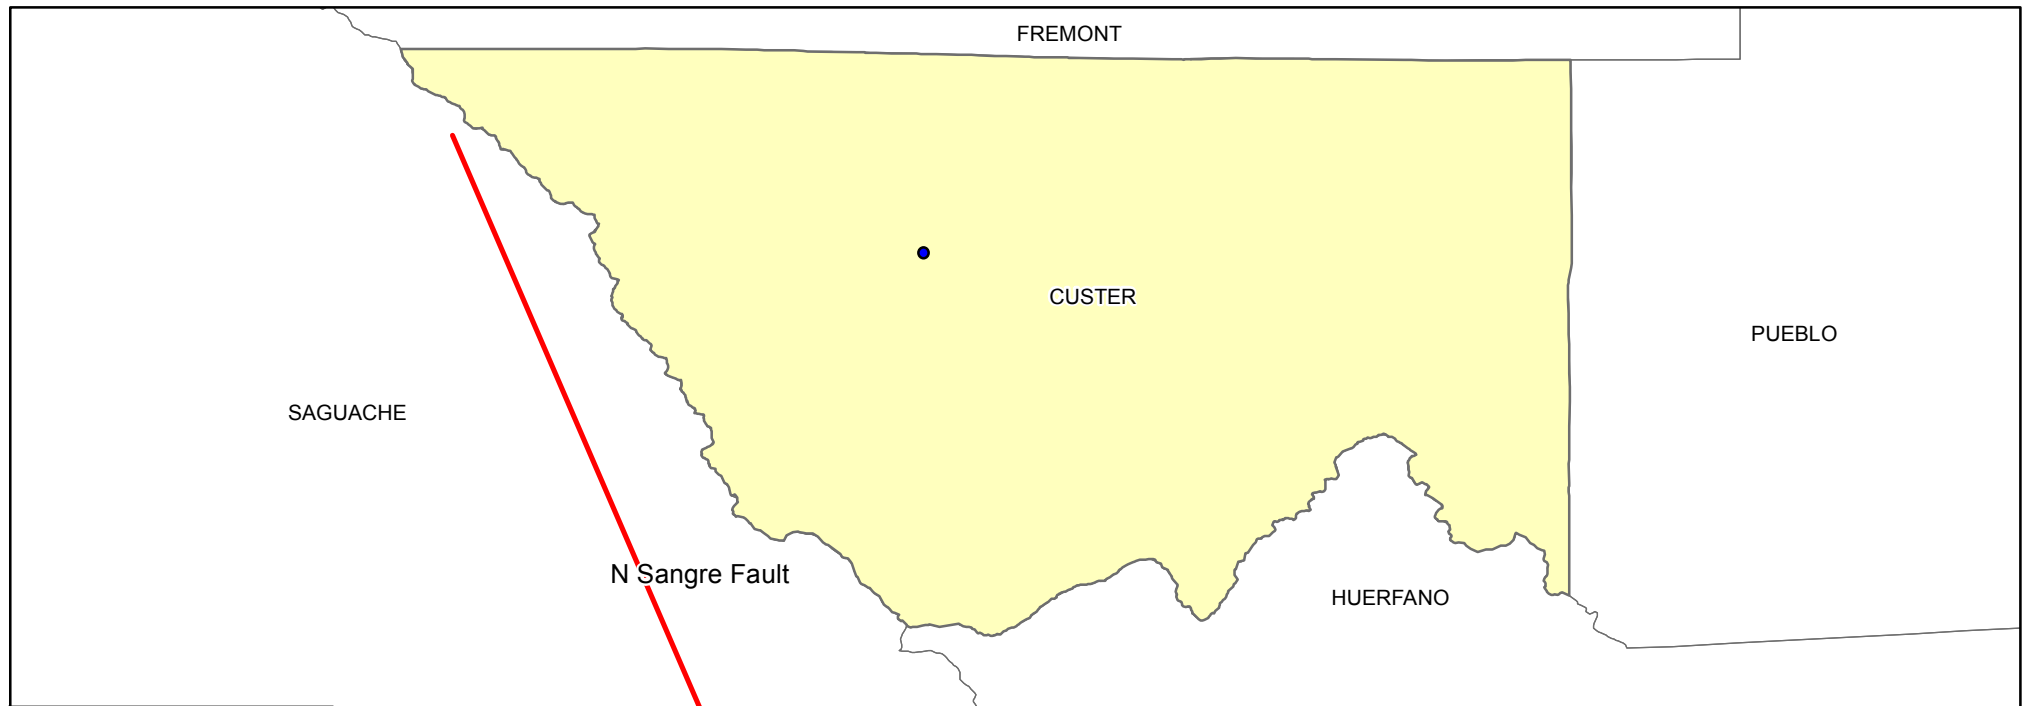 FREMONT
CUSTER
PUEBLO
SAGUACHE
N Sangre Fault
HUERFANO